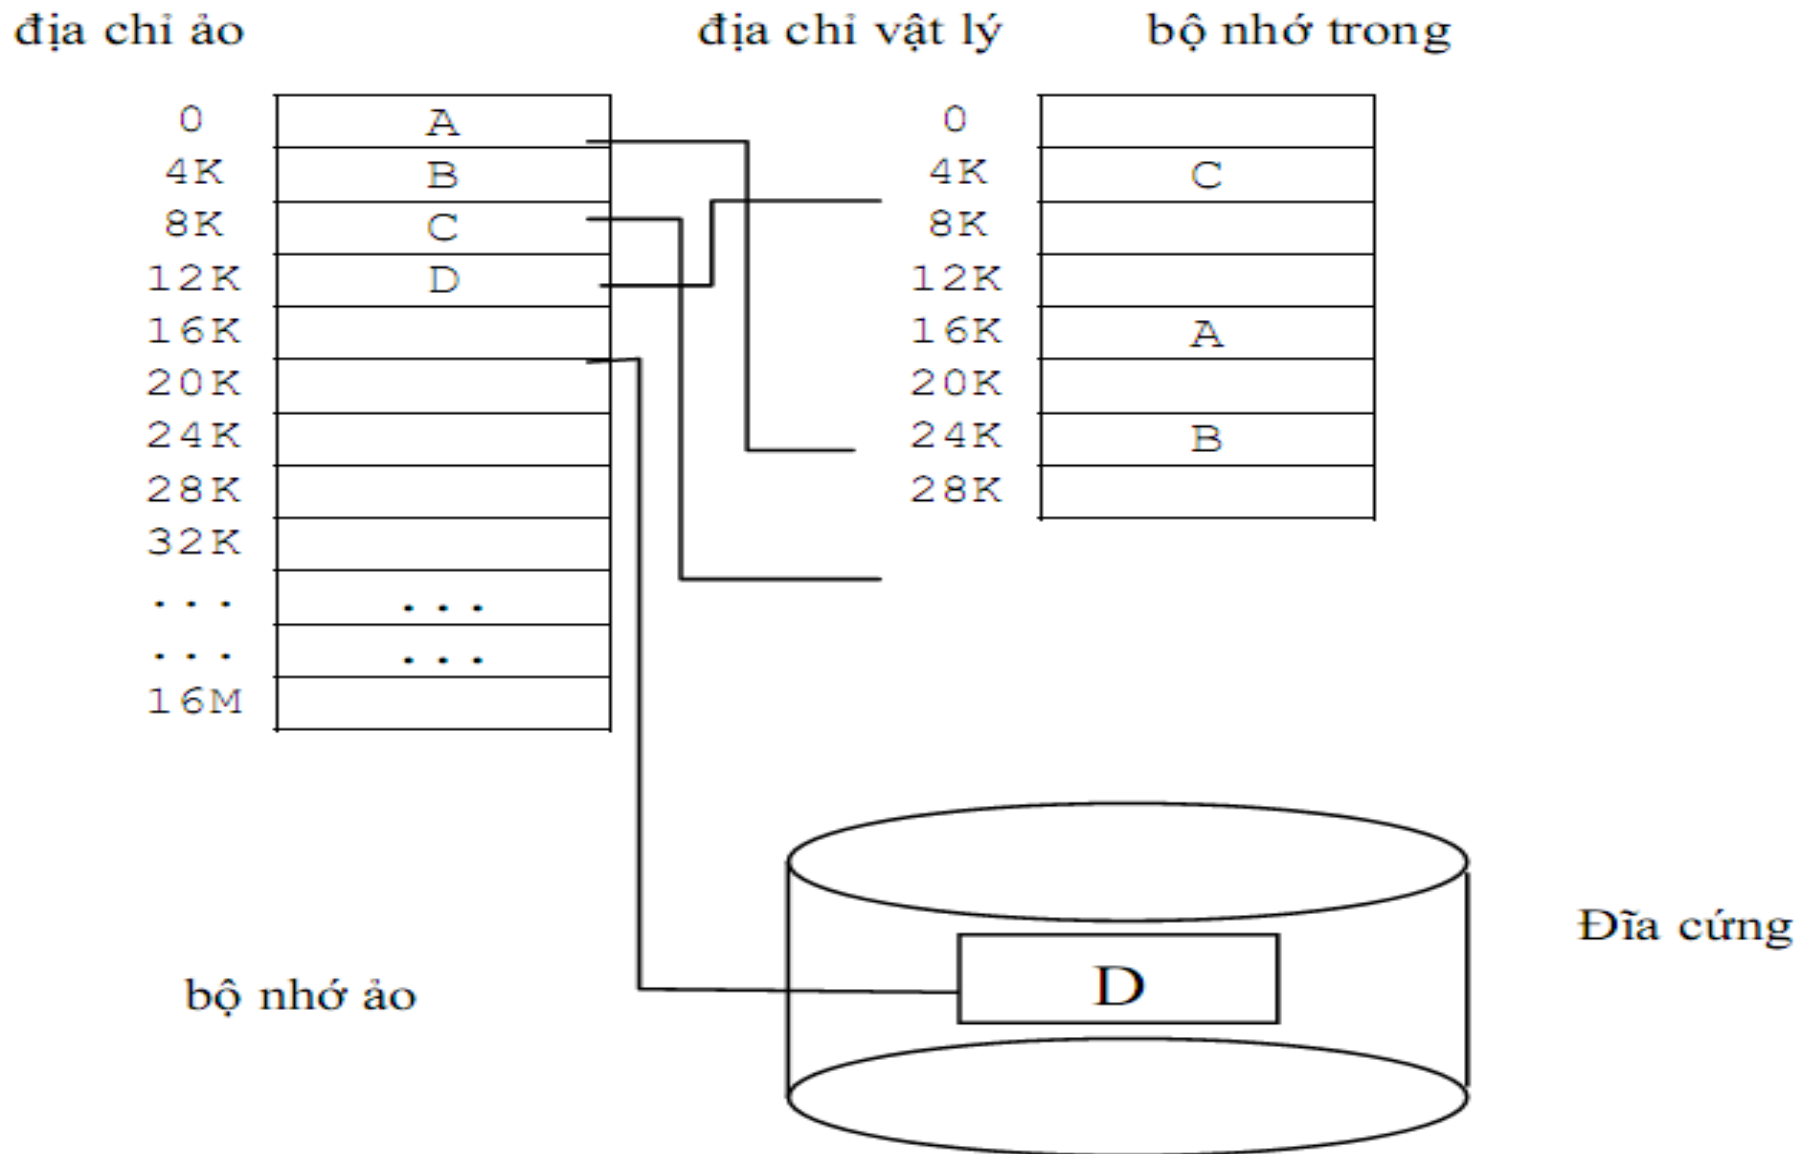 địa chỉ ảo
địa chỉ vật lý
bộ nhớ trong
0 A
4K B
8K C
12K D
16K
20K
24K
28K
32K
... ...
... ...
16M
0
4K C
8K
12K
16K A
20K
24K B
28K
Đĩa cứng
D
bộ nhớ ảo